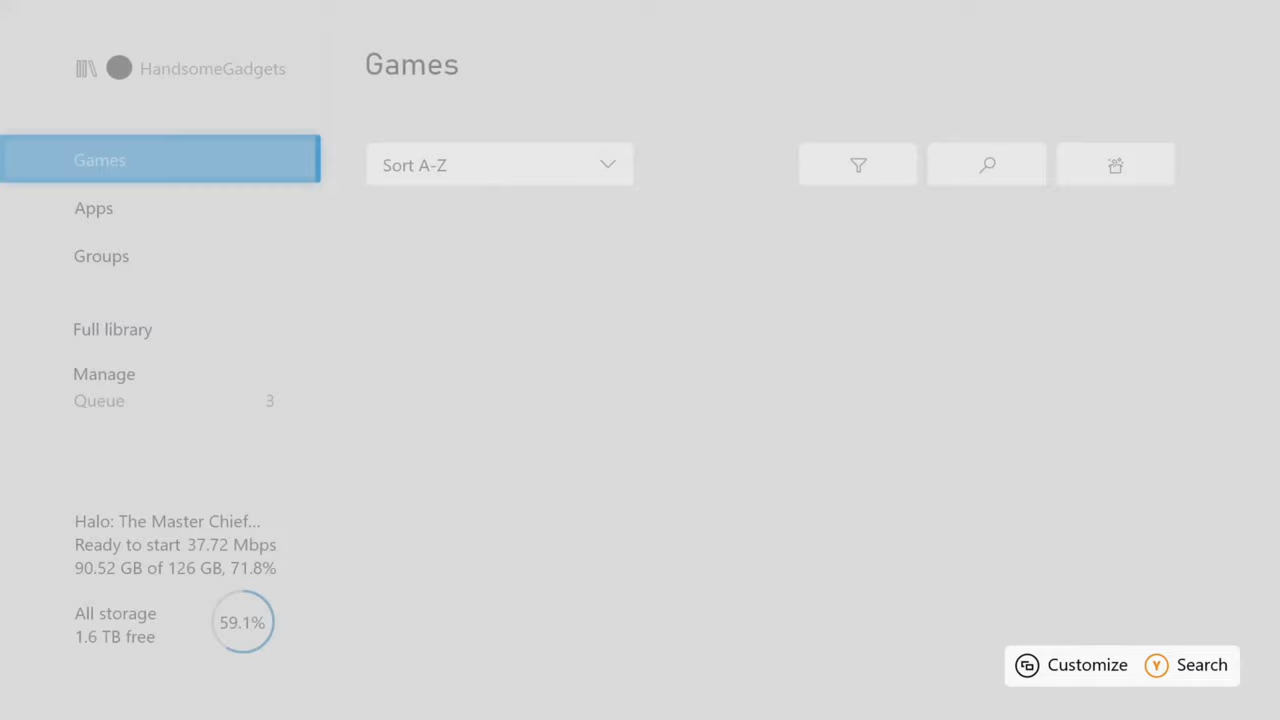 HandsomeGadgets
Games
Apps
Groups
Full library
Manage
Queue 3
Halo: The Master Chief...
Ready to start 37.72 Mbps
90.52 GB of 126 GB, 71.8%
All storage
1.6 TB free
59.1%
Games
Sort A-Z
Customize
Y Search